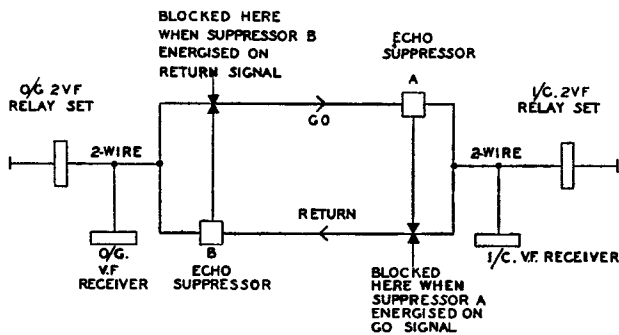 BLOCKED HERE
WHEN SUPPRESSOR B
ENERGISED ON
RETURN SIGNAL
ECHO
SUPPRESSOR
A
O/G 2VF
RELAY SET
I/C. 2VF
RELAY SET
GO
2-WIRE
2-WIRE
RETURN
O/G.
V.F
RECEIVER
B
ECHO
SUPPRESSOR
I/C. V.F. RECEIVER
BLOCKED
HERE WHEN
SUPPRESSOR A
ENERGISED ON
GO SIGNAL